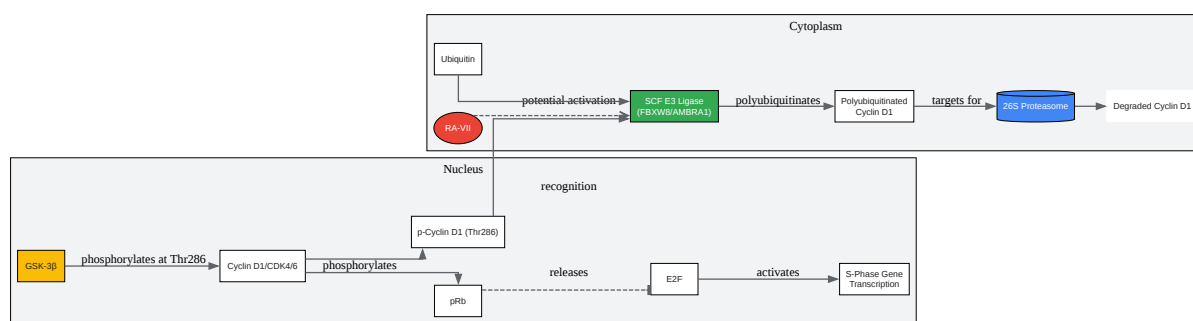 Cytoplasm
Ubiquitin
potential activation
RA-VII
SCF E3 Ligase
(FBXW8/AMBRA1)
polyubiquitinates
Polyubiquitinated
Cyclin D1
targets for
26S Proteasome
Degraded Cyclin D1
Nucleus
recognition
p-Cyclin D1 (Thr286)
GSK-3β
phosphorylates at Thr286
Cyclin D1/CDK4/6
phosphorylates
pRb
releases
E2F
activates
S-Phase Gene
Transcription